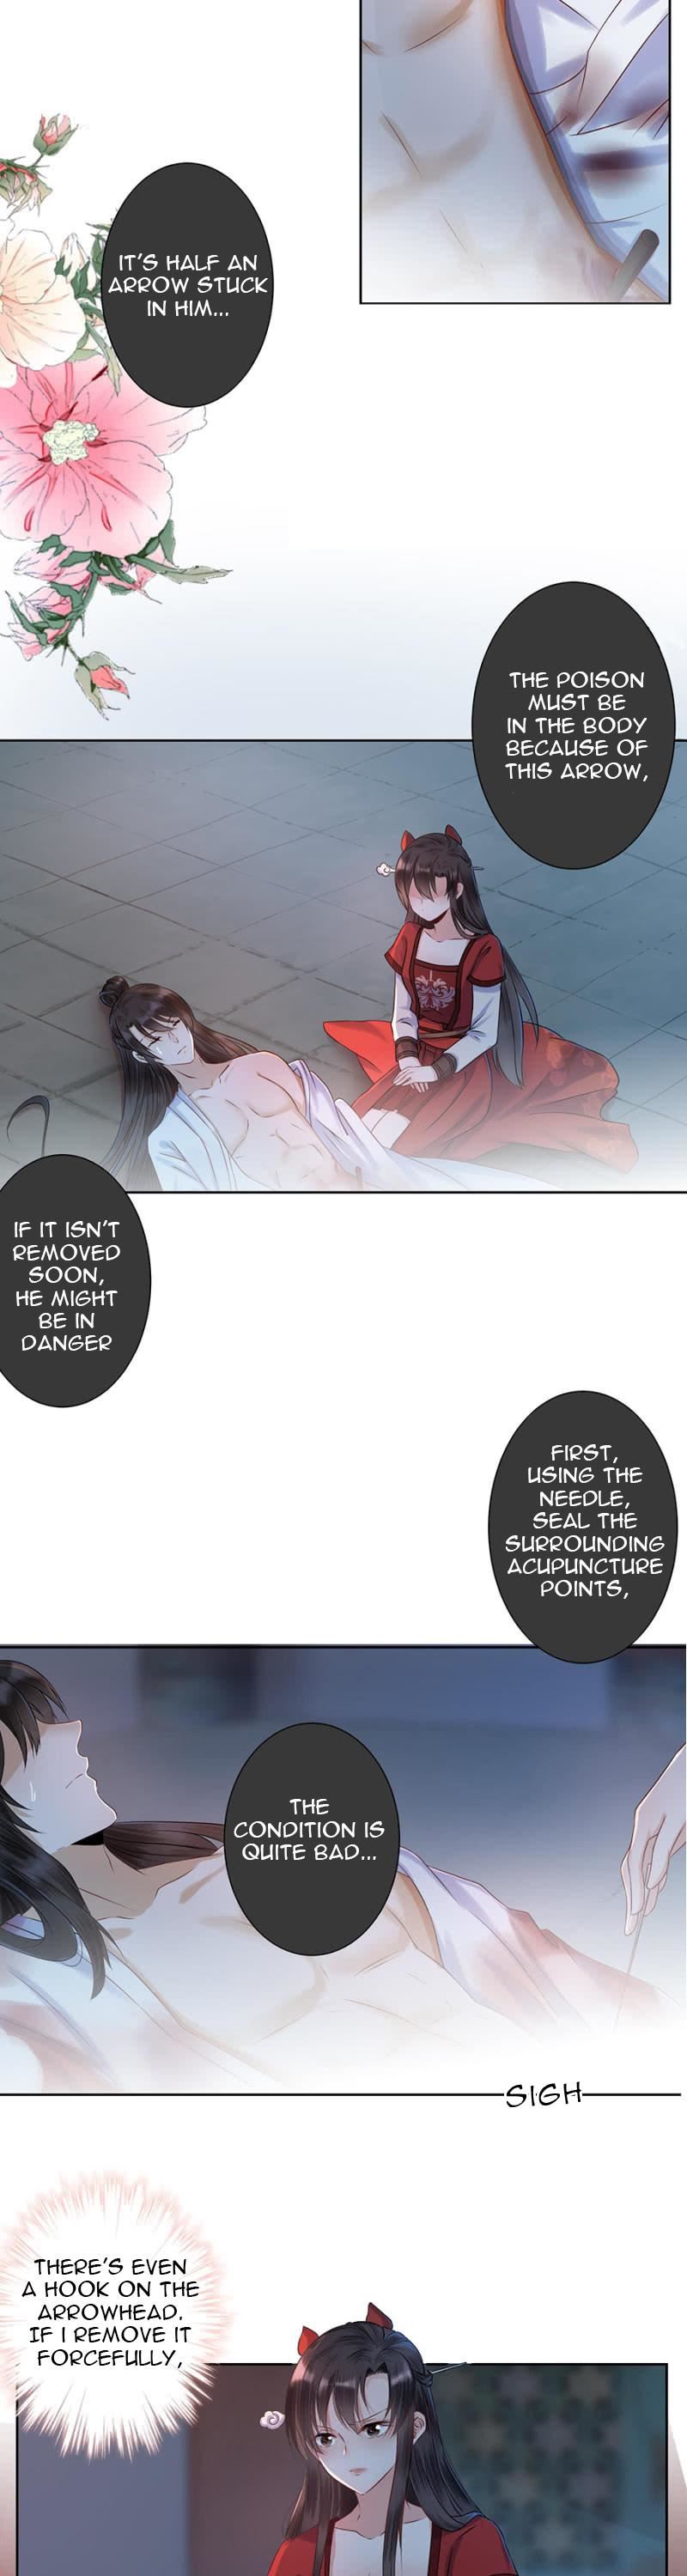 IT'S HALF AN
ARROW STUCK
IN HIM...
THE POISON
MUST BE
IN THE BODY
BECAUSE OF
THIS ARROW,
IF IT ISN'T
REMOVED
SOON,
HE MIGHT
BE IN
DANGER
FIRST,
USING THE
NEEDLE,
SEAL THE
SURROUNDING
ACUPUNCTURE
POINTS,
THE
CONDITION IS
QUITE BAD...
SIGH
THERE'S EVEN
A HOOK ON THE
ARROWHEAD.
IF I REMOVE IT
FORCEFULLY,